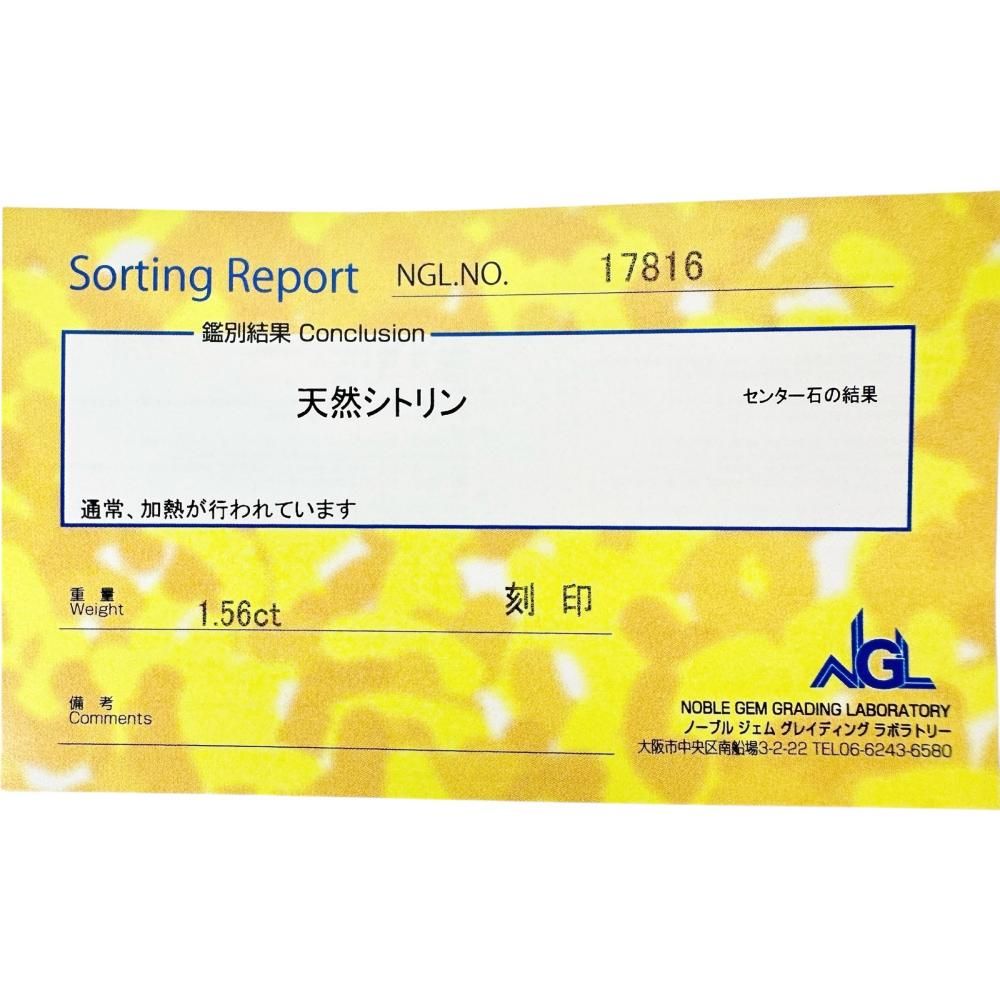 Sorting Report NGL.NO. 17816
鑑別結果 Conclusion
天然シトリン センター石の結果
通常、加熱が行われています
重量
Weight 1.56ct 刻印
備考
Comments
NGL
NOBLE GEM GRADING LABORATORY
ノーブル ジェム グレイディング ラボラトリー
大阪市中央区南船場3-2-22 TEL06-6243-6580